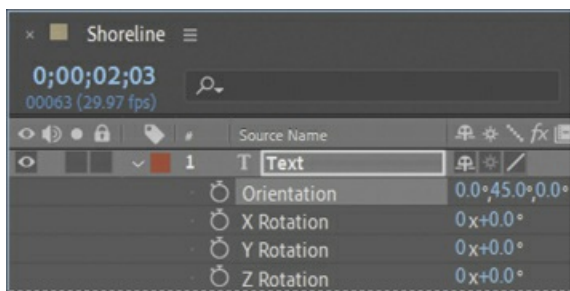 Shoreline
0;00;02;03
00063 (29.97 fps)
# Source Name fx
1 T Text
Orientation 0.0°,45.0°,0.0°
X Rotation 0x+0.0°
Y Rotation 0x+0.0°
Z Rotation 0x+0.0°